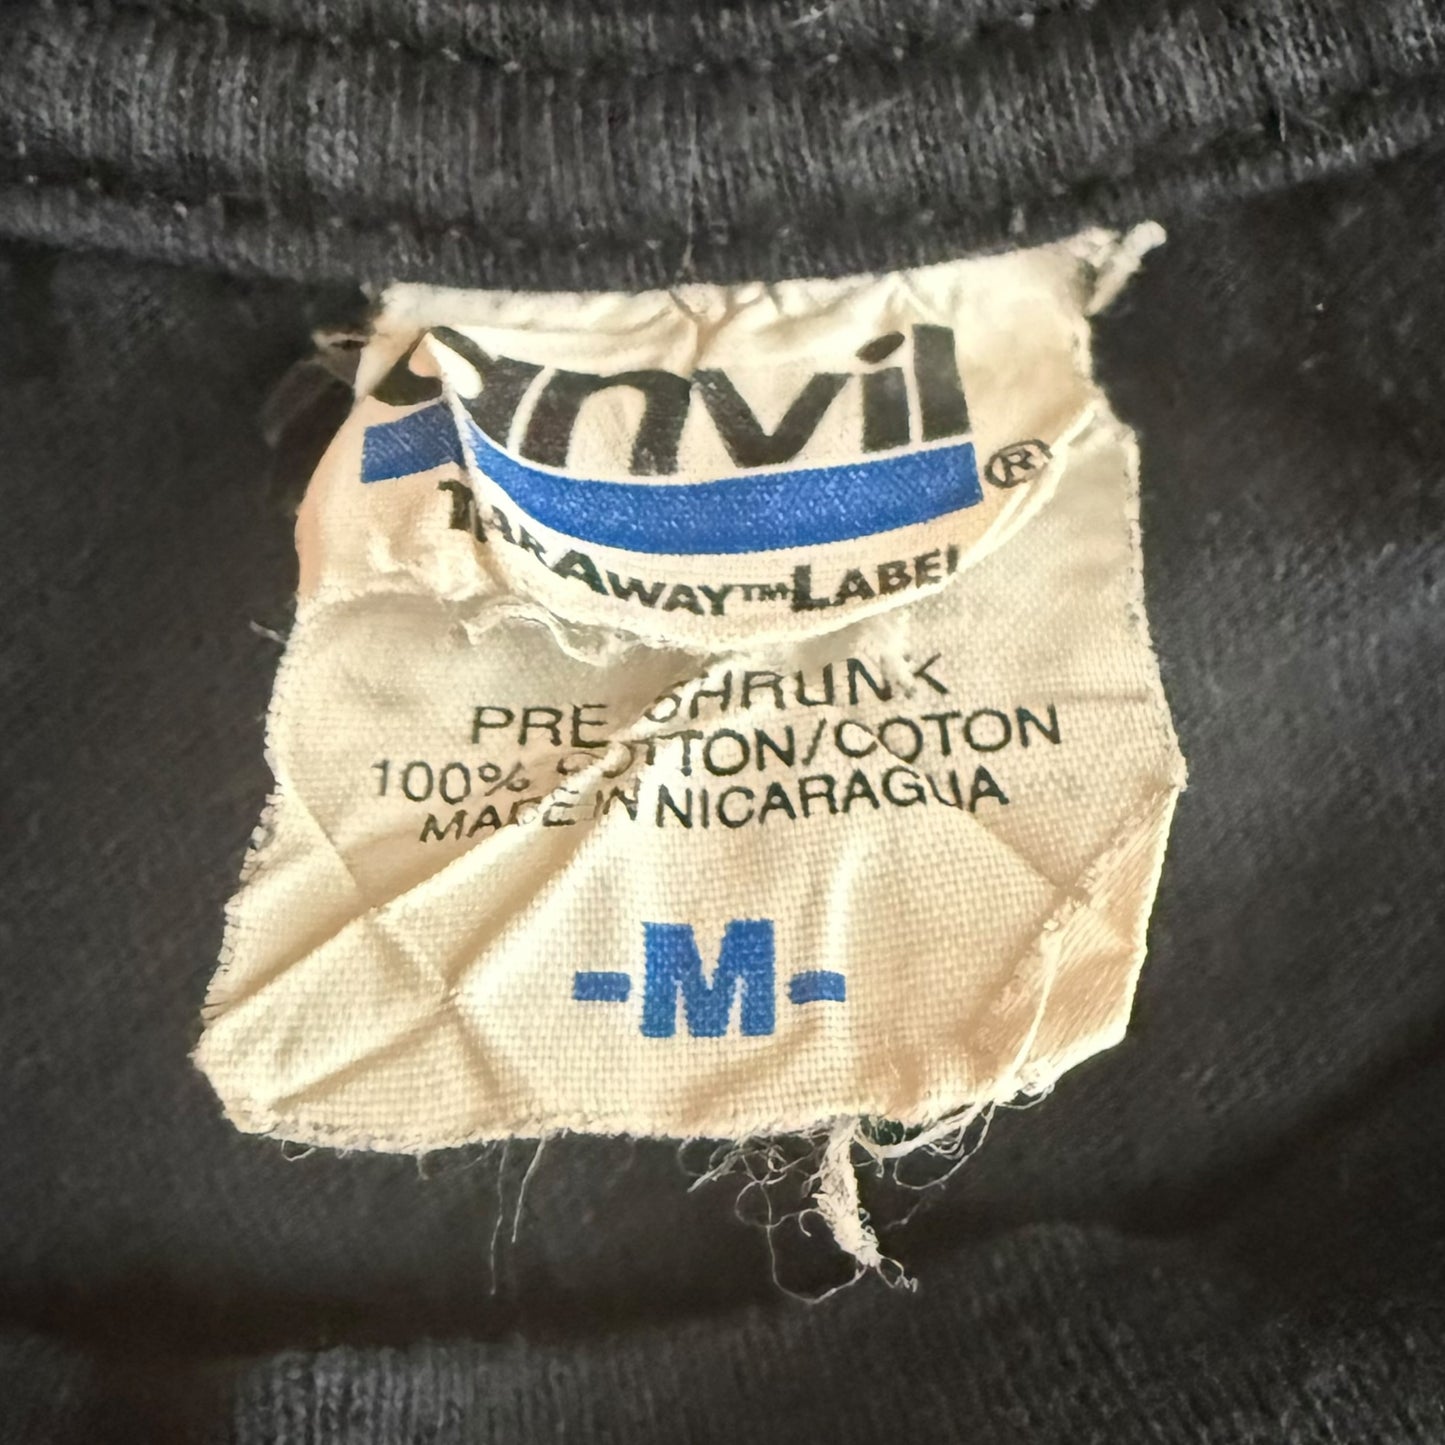 anvil ®
TEARAWAY™ LABEL
PRE SHRUNK
100% COTTON/COTON
MADE IN NICARAGUA
-M-